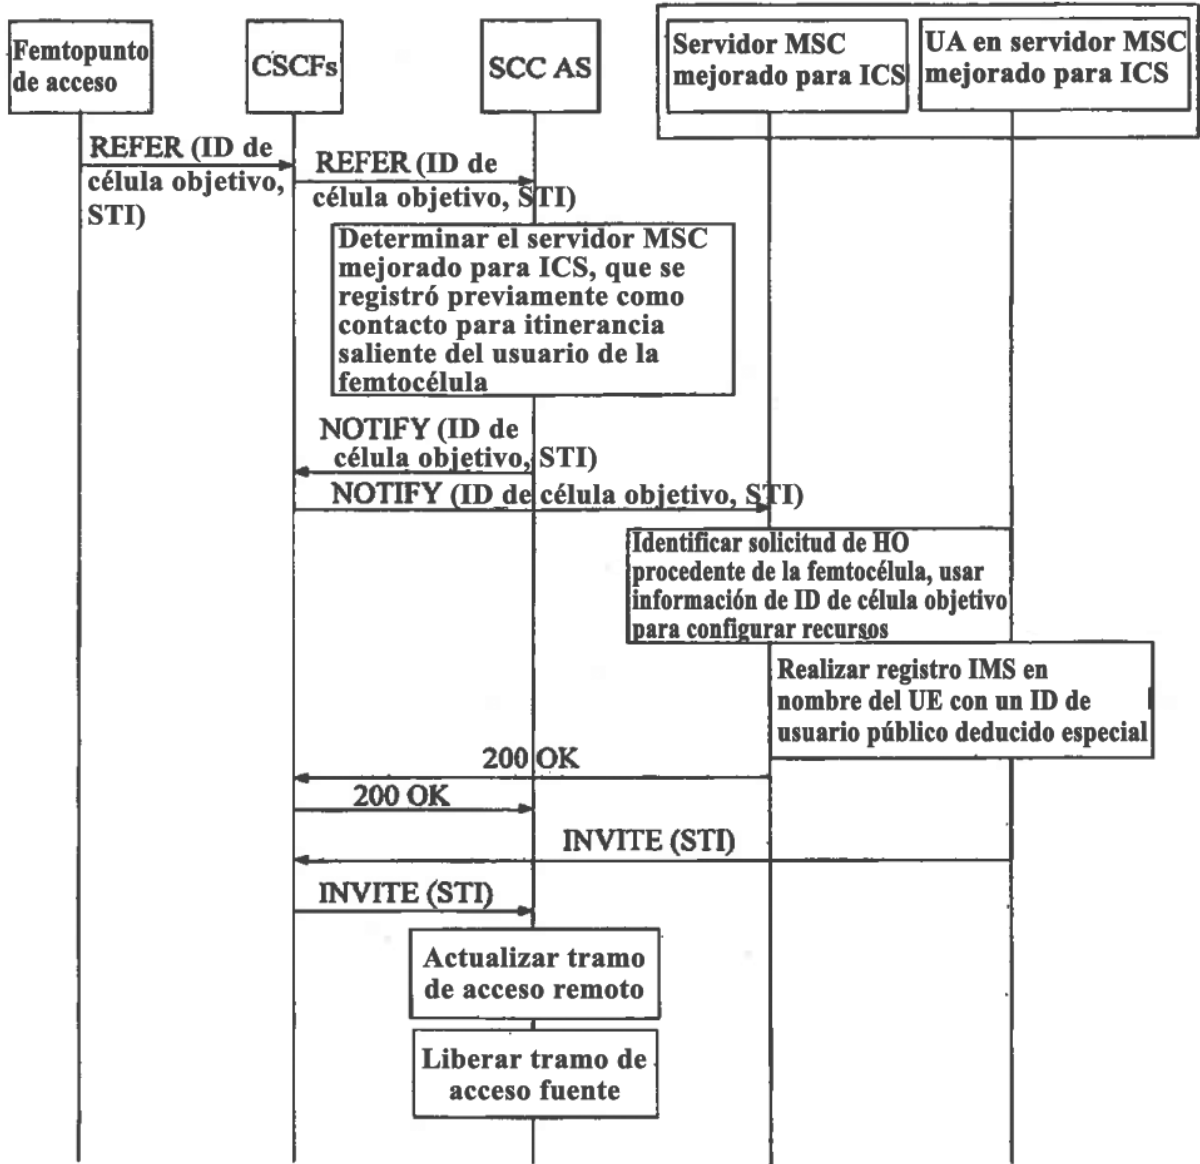 Femtopunto
de acceso
CSCFs
SCC AS
Servidor MSC
mejorado para ICS
UA en servidor MSC
mejorado para ICS
REFER (ID de
célula objetivo,
STI)
REFER (ID de
célula objetivo, STI)
Determinar el servidor MSC
mejorado para ICS, que se
registró previamente como
contacto para itinerancia
saliente del usuario de la
femtocélula
NOTIFY (ID de
célula objetivo, STI)
NOTIFY (ID de célula objetivo, STI)
Identificar solicitud de HO
procedente de la femtocélula, usar
información de ID de célula objetivo
para configurar recursos
Realizar registro IMS en
nombre del UE con un ID de
usuario público deducido especial
200 OK
200 OK
INVITE (STI)
INVITE (STI)
Actualizar tramo
de acceso remoto
Liberar tramo de
acceso fuente